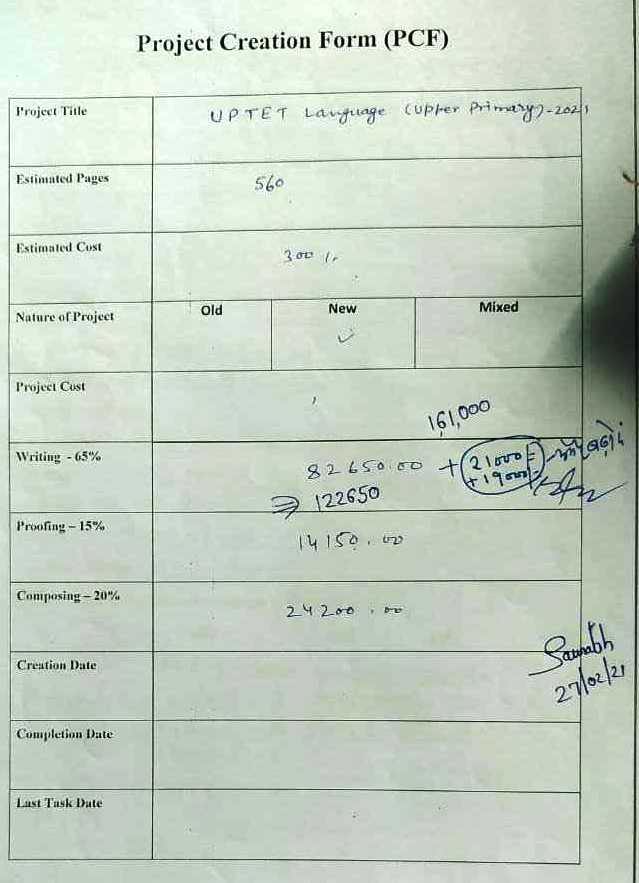 Project Creation Form (PCF)
Project Title UPTET Language (Upper Primary)-2021
Estimated Pages 560
Estimated Cost 300 /-
Nature of Project Old New Mixed
✓
Project Cost
161,000
Writing - 65% 82650.00 + 21000/=
+ 19000/=
⇒ 122650
Proofing – 15% 14150.00
Composing – 20% 24200.00
Creation Date Saurabh
27/02/21
Completion Date
Last Task Date